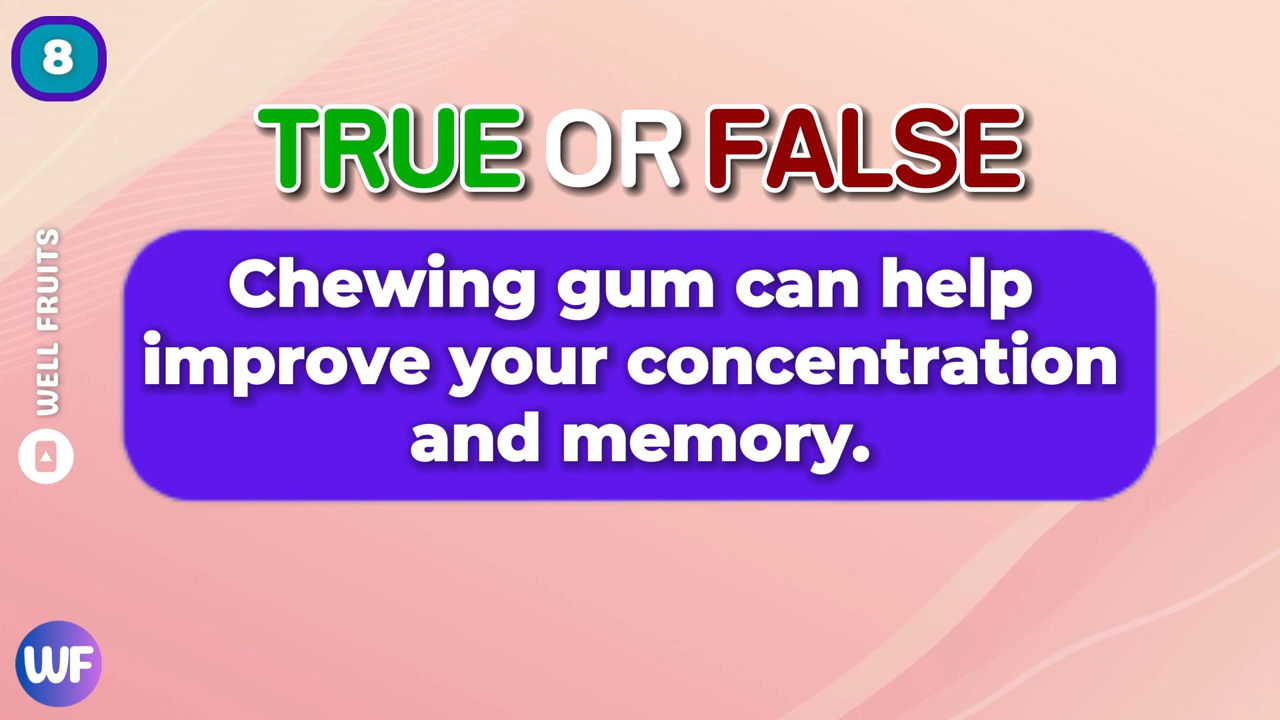 8
TRUE OR FALSE
Chewing gum can help
improve your concentration
and memory.
WELL FRUITS
WF